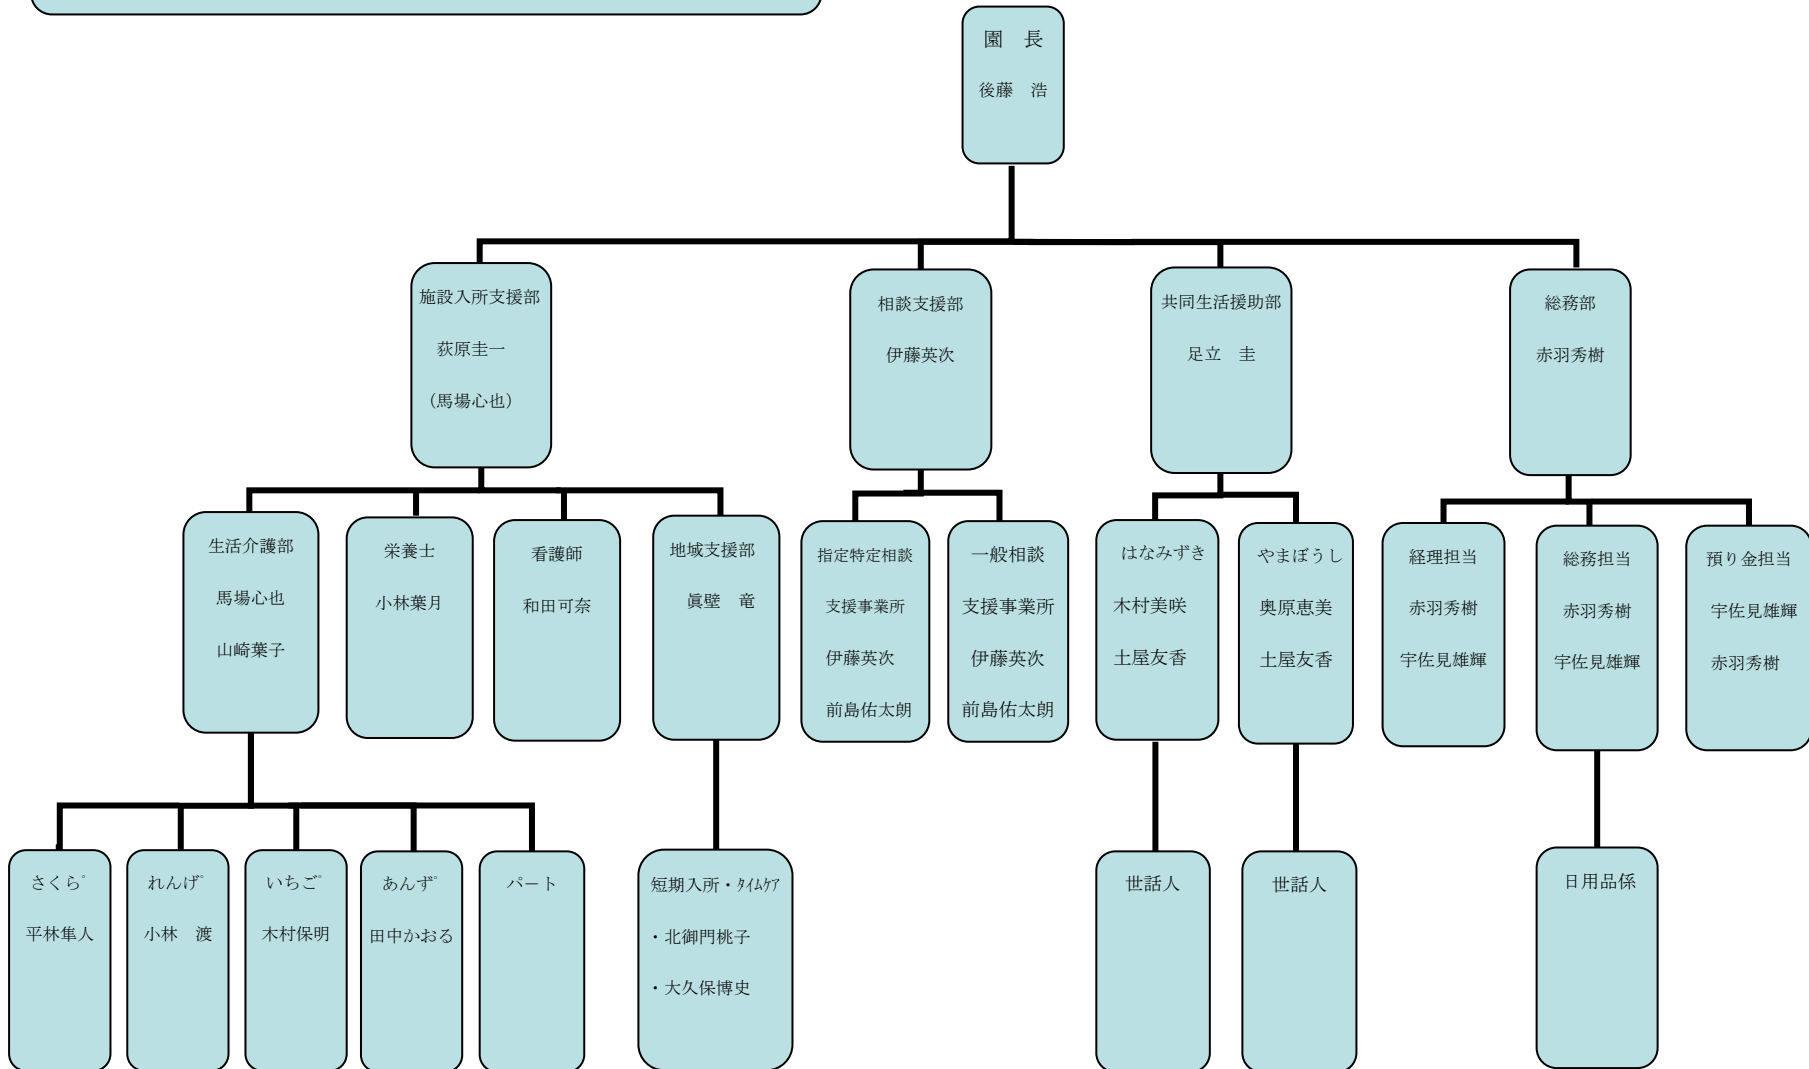 園　長
後藤　浩
施設入所支援部
荻原圭一
（馬場心也）
相談支援部
伊藤英次
共同生活援助部
足立　圭
総務部
赤羽秀樹
生活介護部
馬場心也
山崎葉子
栄養士
小林葉月
看護師
和田可奈
地域支援部
眞壁　竜
指定特定相談
支援事業所
伊藤英次
前島佑太朗
一般相談
支援事業所
伊藤英次
前島佑太朗
はなみずき
木村美咲
土屋友香
やまぼうし
奥原恵美
土屋友香
経理担当
赤羽秀樹
宇佐見雄輝
総務担当
赤羽秀樹
宇佐見雄輝
預り金担当
宇佐見雄輝
赤羽秀樹
さくら゜
平林隼人
れんげ゜
小林　渡
いちご゜
木村保明
あんず゜
田中かおる
パート
短期入所・ﾀｲﾑｹｱ
・北御門桃子
・大久保博史
世話人
世話人
日用品係